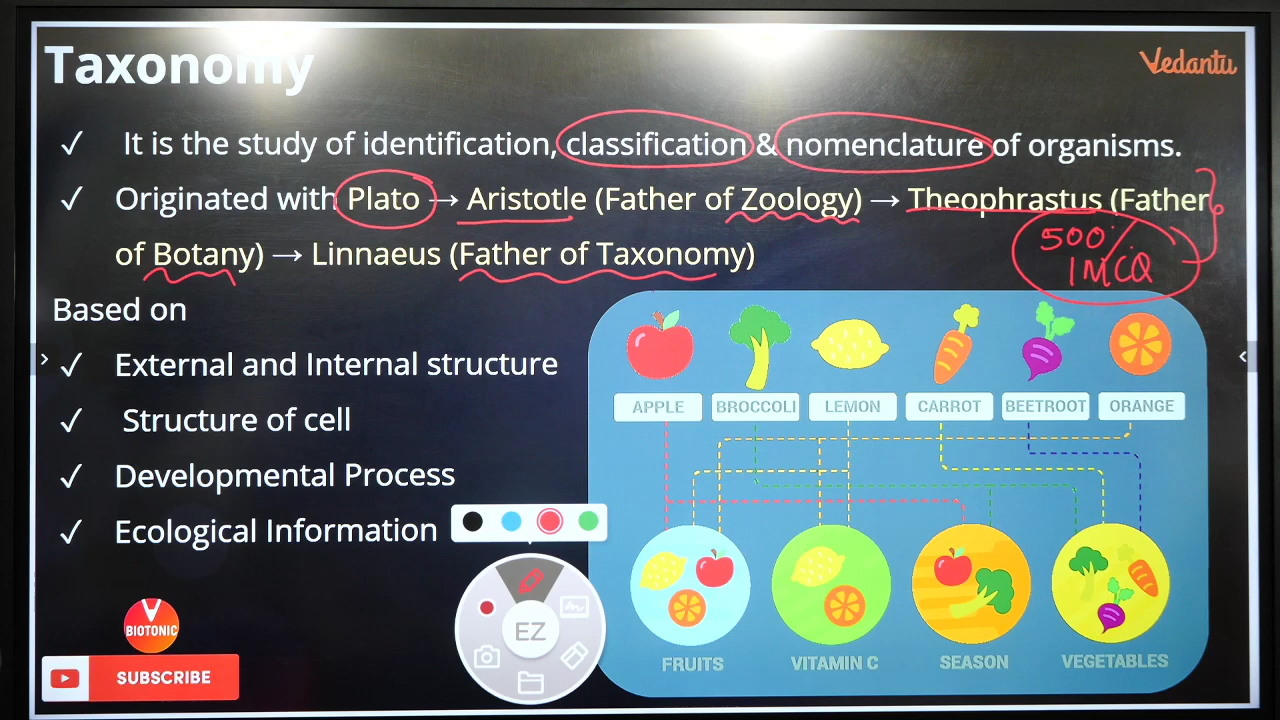 Taxonomy
Vedantu
✓ It is the study of identification, classification & nomenclature of organisms.
✓ Originated with Plato → Aristotle (Father of Zoology) → Theophrastus (Father
of Botany) → Linnaeus (Father of Taxonomy)
500/
1 MCQ
Based on
✓ External and Internal structure
✓ Structure of cell
✓ Developmental Process
✓ Ecological Information
APPLE
BROCCOLI
LEMON
CARROT
BEETROOT
ORANGE
FRUITS
VITAMIN C
SEASON
VEGETABLES
EZ
V
BIOTONIC
SUBSCRIBE